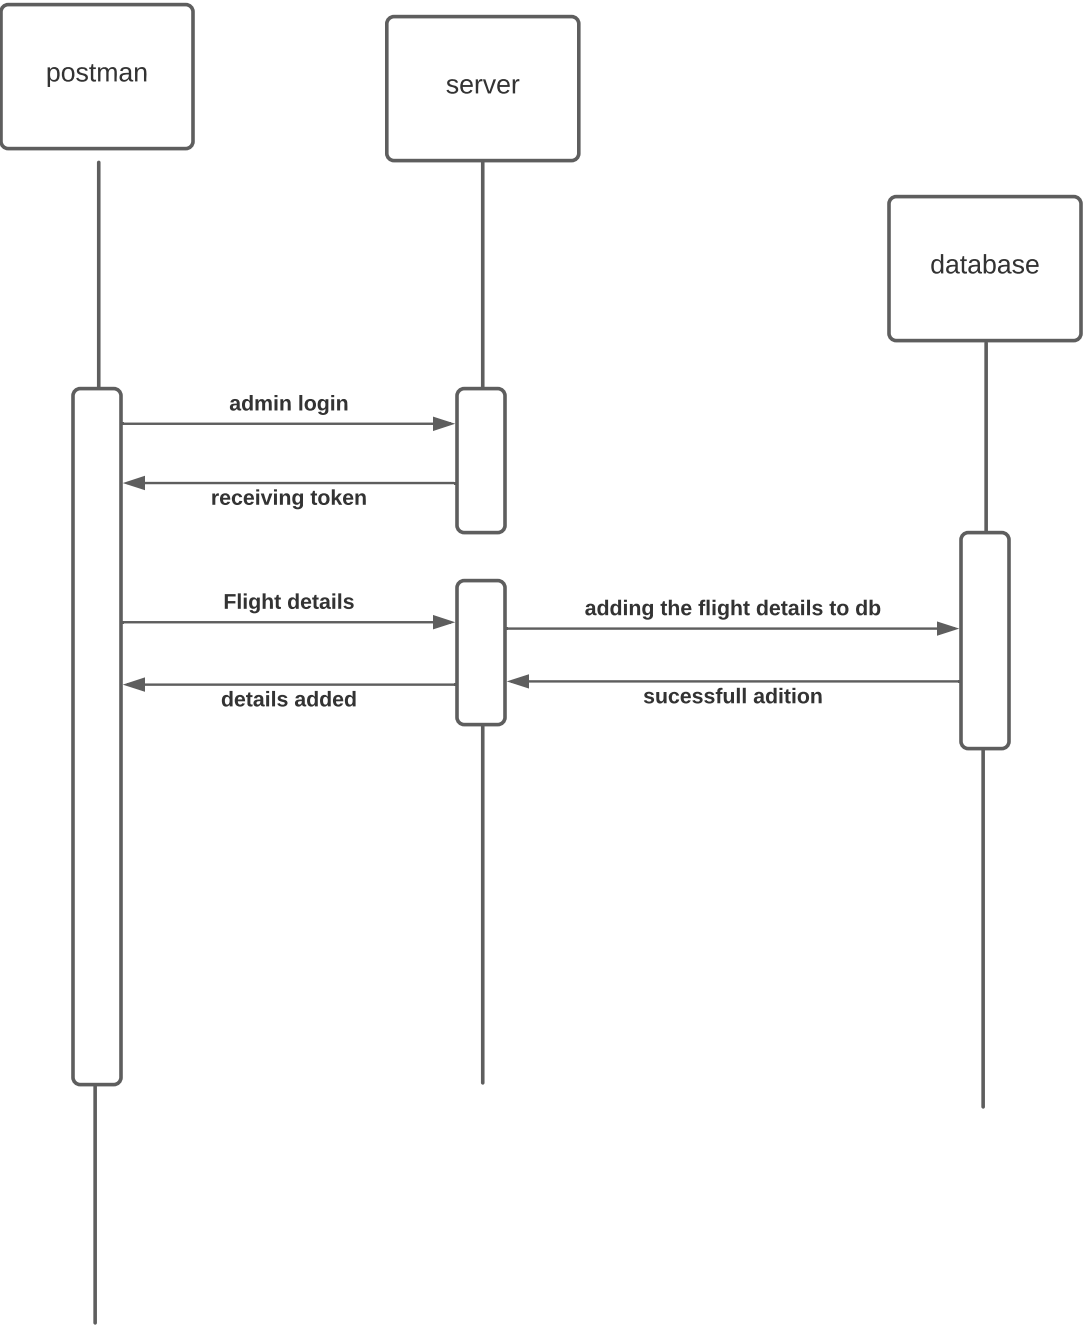 postman
server
database
admin login
receiving token
Flight details
adding the flight details to db
details added
sucessfull adition